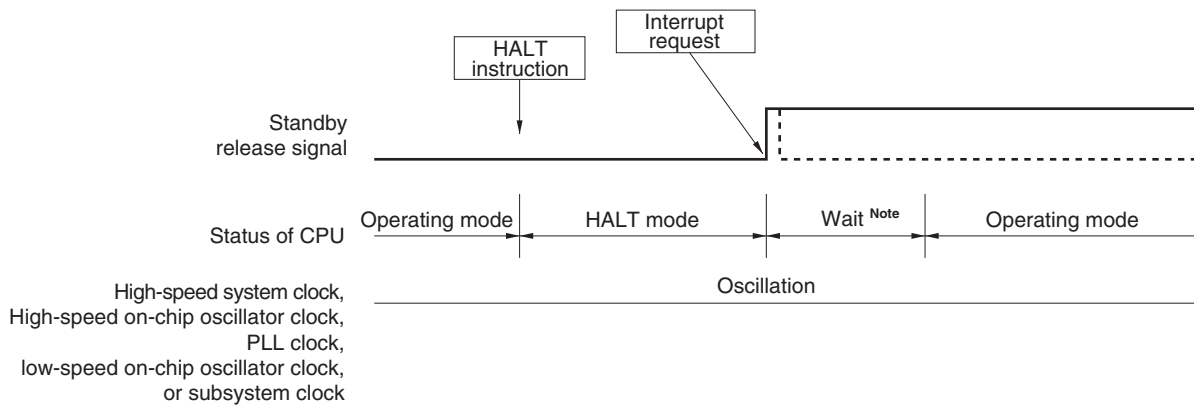 Interrupt
request
HALT
instruction
Standby
release signal
Operating mode
HALT mode
Wait Note
Operating mode
Status of CPU
Oscillation
High-speed system clock,
High-speed on-chip oscillator clock,
PLL clock,
low-speed on-chip oscillator clock,
or subsystem clock